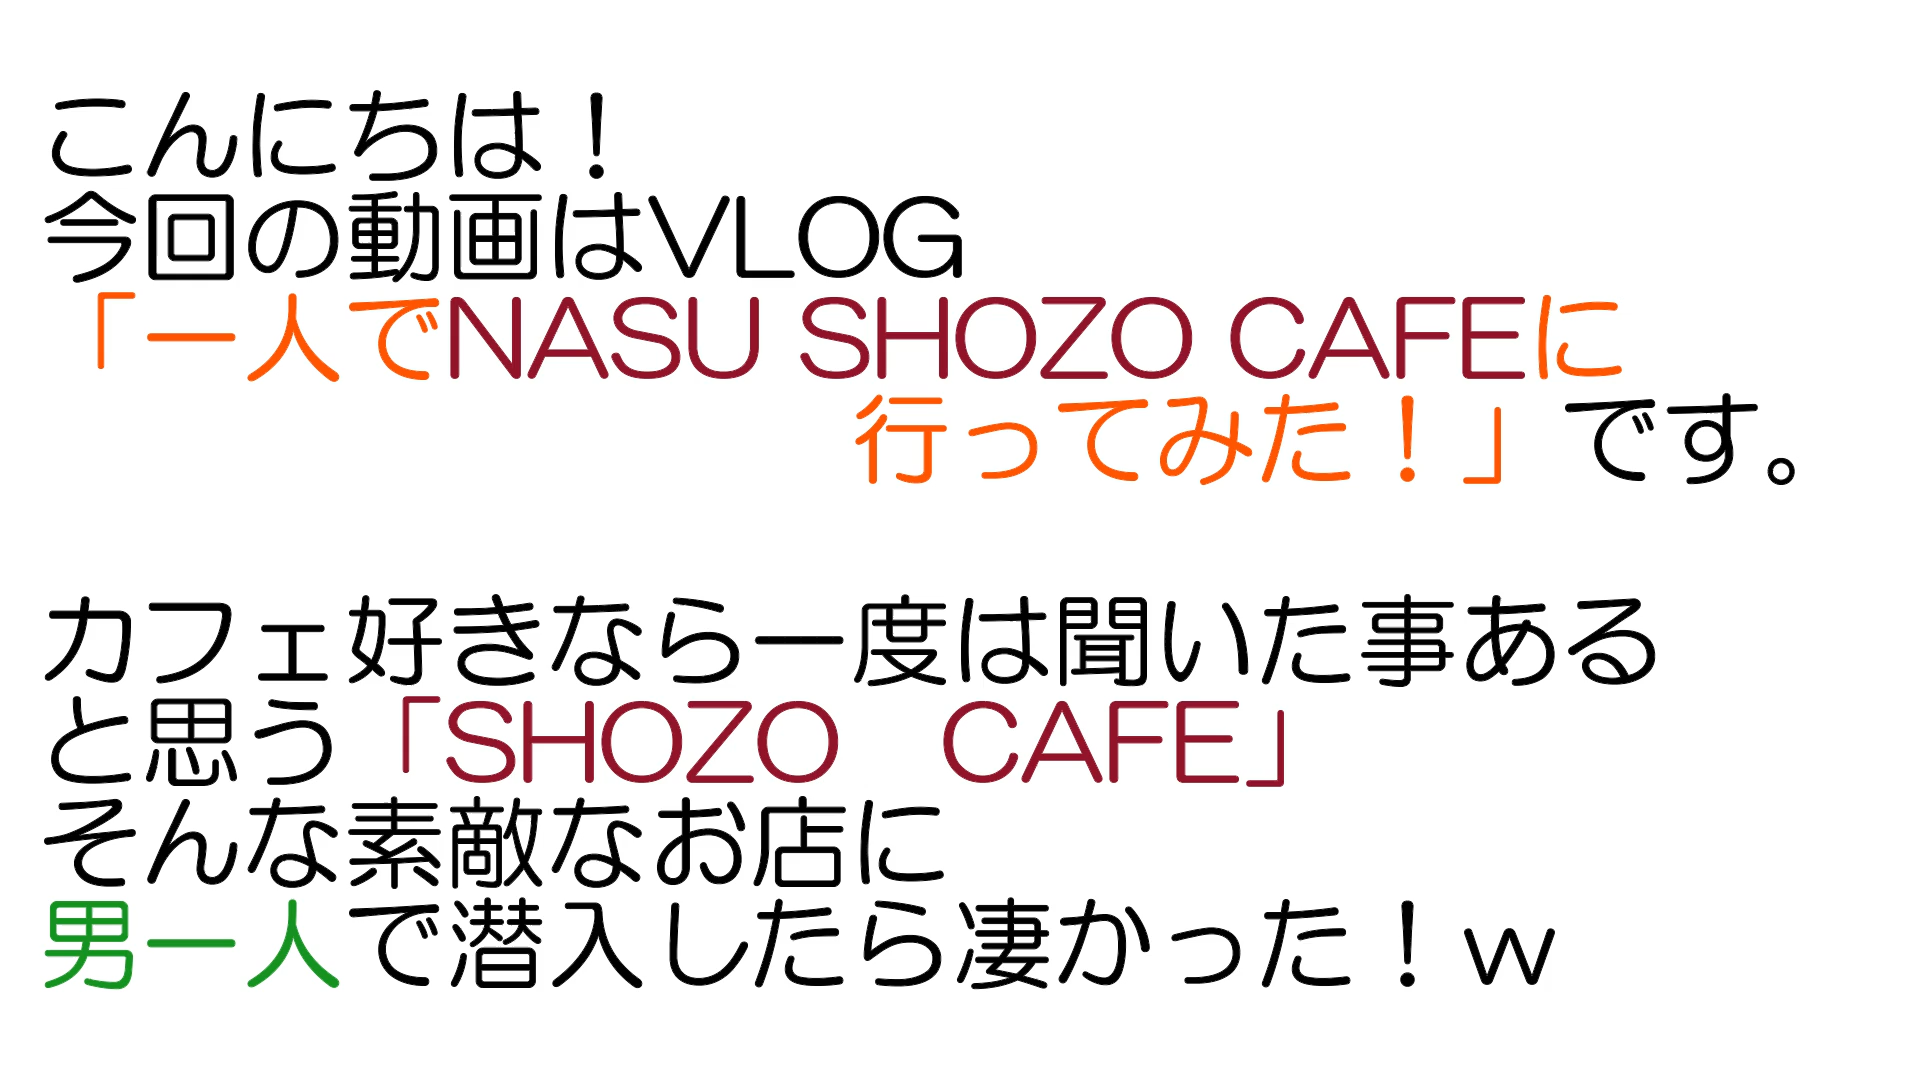 こんにちは！
今回の動画はVLOG
「一人でNASU SHOZO CAFEに
行ってみた！」です。
カフェ好きなら一度は聞いた事ある
と思う「SHOZO　CAFE」
そんな素敵なお店に
男一人で潜入したら凄かった！ｗ